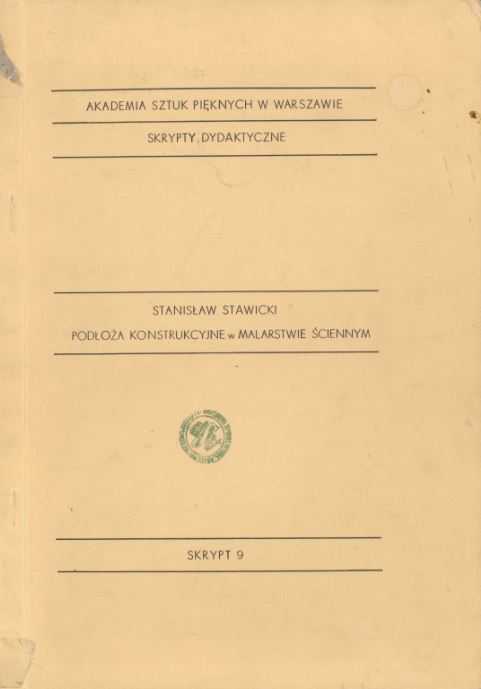 AKADEMIA SZTUK PIĘKNYCH W WARSZAWIE
SKRYPTY DYDAKTYCZNE
STANISŁAW STAWICKI
PODŁOŻA KONSTRUKCYJNE w MALARSTWIE ŚCIENNYM
SKRYPT 9